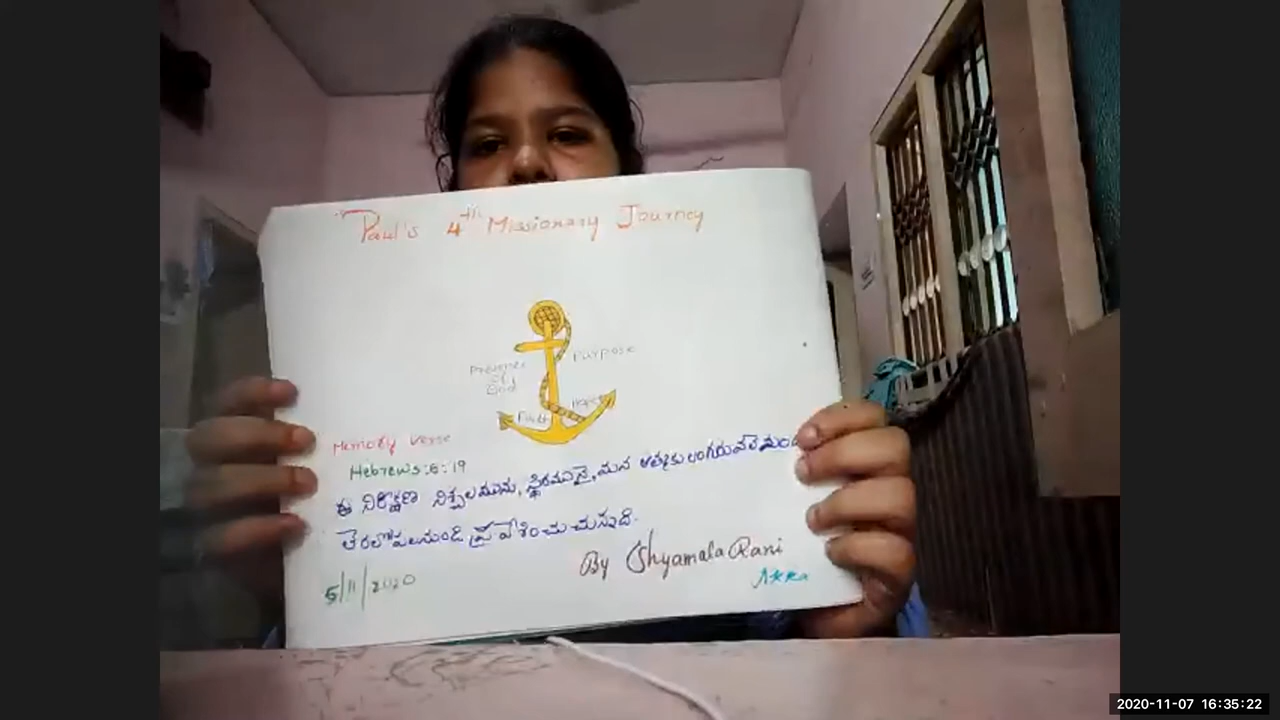 Paul's 4th Missionary Journey
Purpose
Presence
of
God
Hope
Faith
Memory verse
Hebrews:6:19
ఈ నిరీక్షణ నిశ్చలమును, స్థిరమునై, మన ఆత్మకు లంగరువలె
తెరలోపలనుండి ప్రవేశించుచున్నది.
By Shyamala Rani
5/11/2020
2020-11-07 16:35:22